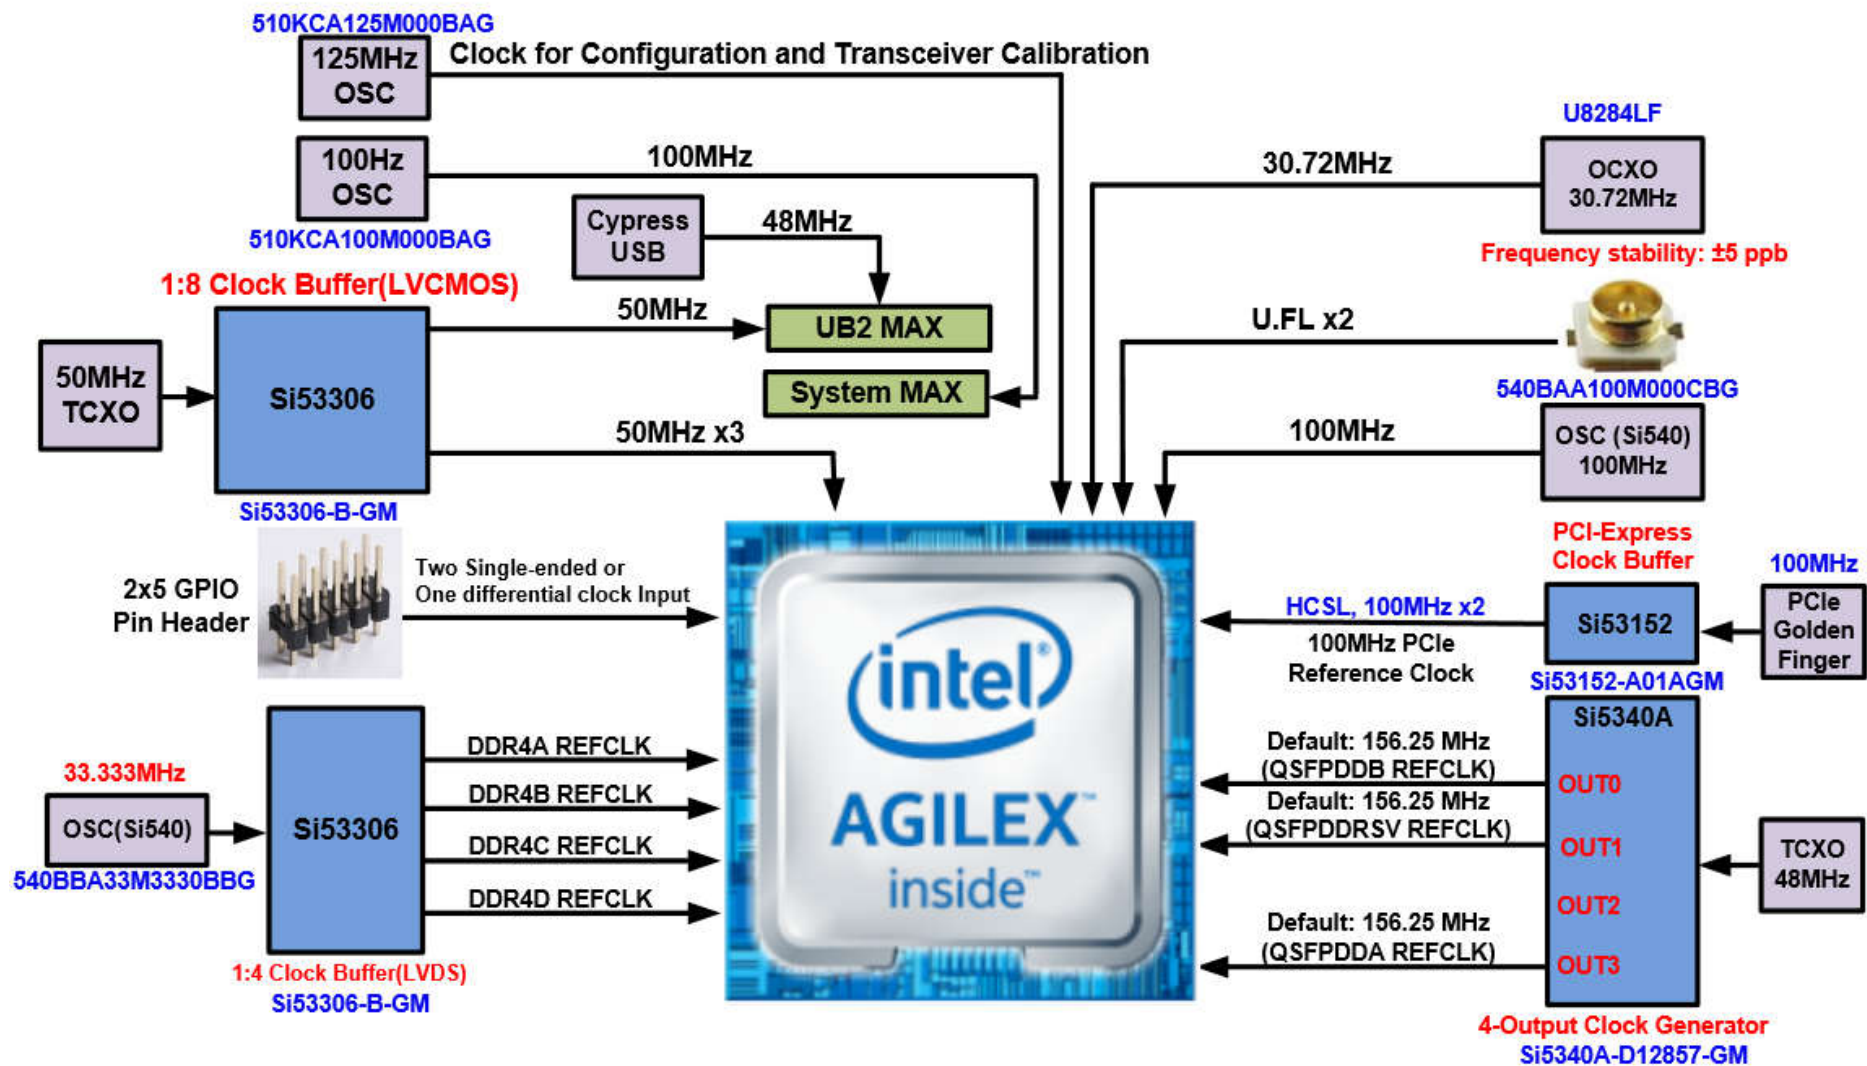 510KCA125M000BAG
125MHz
OSC
Clock for Configuration and Transceiver Calibration
100Hz
OSC
510KCA100M000BAG
100MHz
Cypress
USB
48MHz
1:8 Clock Buffer(LVCMOS)
50MHz
TCXO
Si53306
Si53306-B-GM
50MHz
UB2 MAX
System MAX
50MHz x3
U8284LF
OCXO
30.72MHz
30.72MHz
Frequency stability: ±5 ppb
U.FL x2
540BAA100M000CBG
OSC (Si540)
100MHz
100MHz
2x5 GPIO
Pin Header
Two Single-ended or
One differential clock Input
intel®
AGILEX™
inside™
PCI-Express
Clock Buffer
100MHz
HCSL, 100MHz x2
100MHz PCIe
Reference Clock
Si53152
PCIe
Golden
Finger
Si53152-A01AGM
33.333MHz
OSC(Si540)
540BBA33M3330BBG
Si53306
DDR4A REFCLK
DDR4B REFCLK
DDR4C REFCLK
DDR4D REFCLK
1:4 Clock Buffer(LVDS)
Si53306-B-GM
Si5340A
Default: 156.25 MHz
(QSFPDDB REFCLK)
OUT0
Default: 156.25 MHz
(QSFPDDRSV REFCLK)
OUT1
OUT2
Default: 156.25 MHz
(QSFPDDA REFCLK)
OUT3
TCXO
48MHz
4-Output Clock Generator
Si5340A-D12857-GM